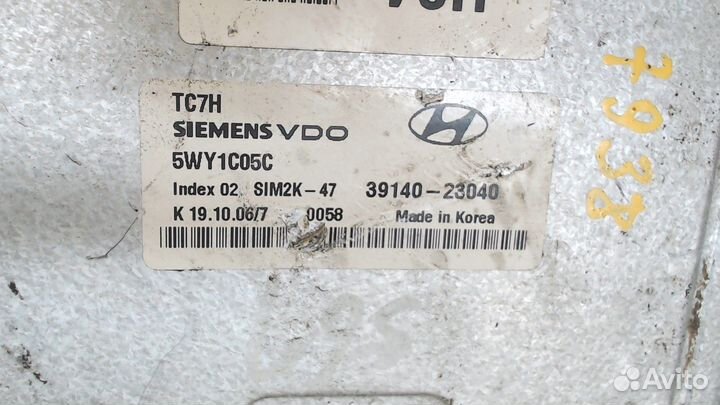 TC7H
SIEMENS VDO
5WY1C05C
Index 02 SIM2K-47 39140-23040
K 19.10.06/7 0058 Made in Korea
7938
Avito